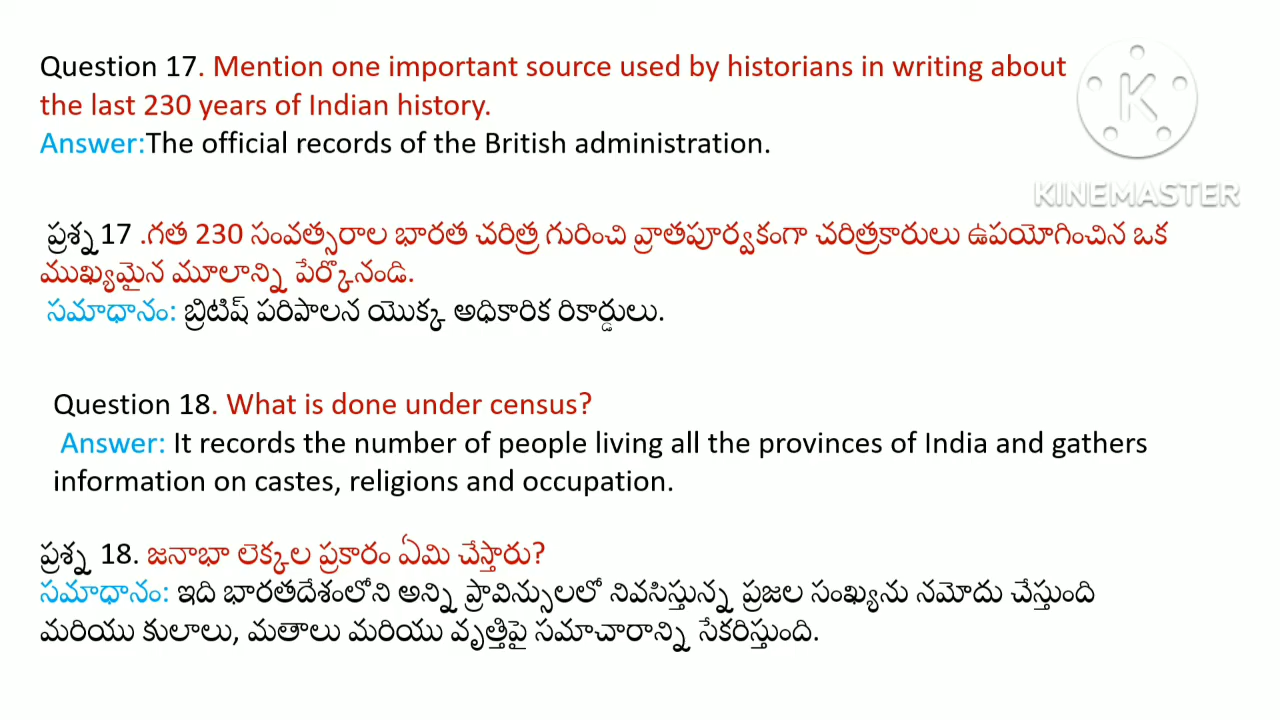 Question 17. Mention one important source used by historians in writing about
the last 230 years of Indian history.
Answer:The official records of the British administration.
ప్రశ్న 17 .గత 230 సంవత్సరాల భారత చరిత్ర గురించి వ్రాతపూర్వకంగా చరిత్రకారులు ఉపయోగించిన ఒక
ముఖ్యమైన మూలాన్ని పేర్కొనండి.
సమాధానం: బ్రిటిష్ పరిపాలన యొక్క అధికారిక రికార్డులు.
Question 18. What is done under census?
Answer: It records the number of people living all the provinces of India and gathers
information on castes, religions and occupation.
ప్రశ్న 18. జనాభా లెక్కల ప్రకారం ఏమి చేస్తారు?
సమాధానం: ఇది భారతదేశంలోని అన్ని ప్రావిన్సులలో నివసిస్తున్న ప్రజల సంఖ్యను నమోదు చేస్తుంది
మరియు కులాలు, మతాలు మరియు వృత్తిపై సమాచారాన్ని సేకరిస్తుంది.
K
KINEMASTER